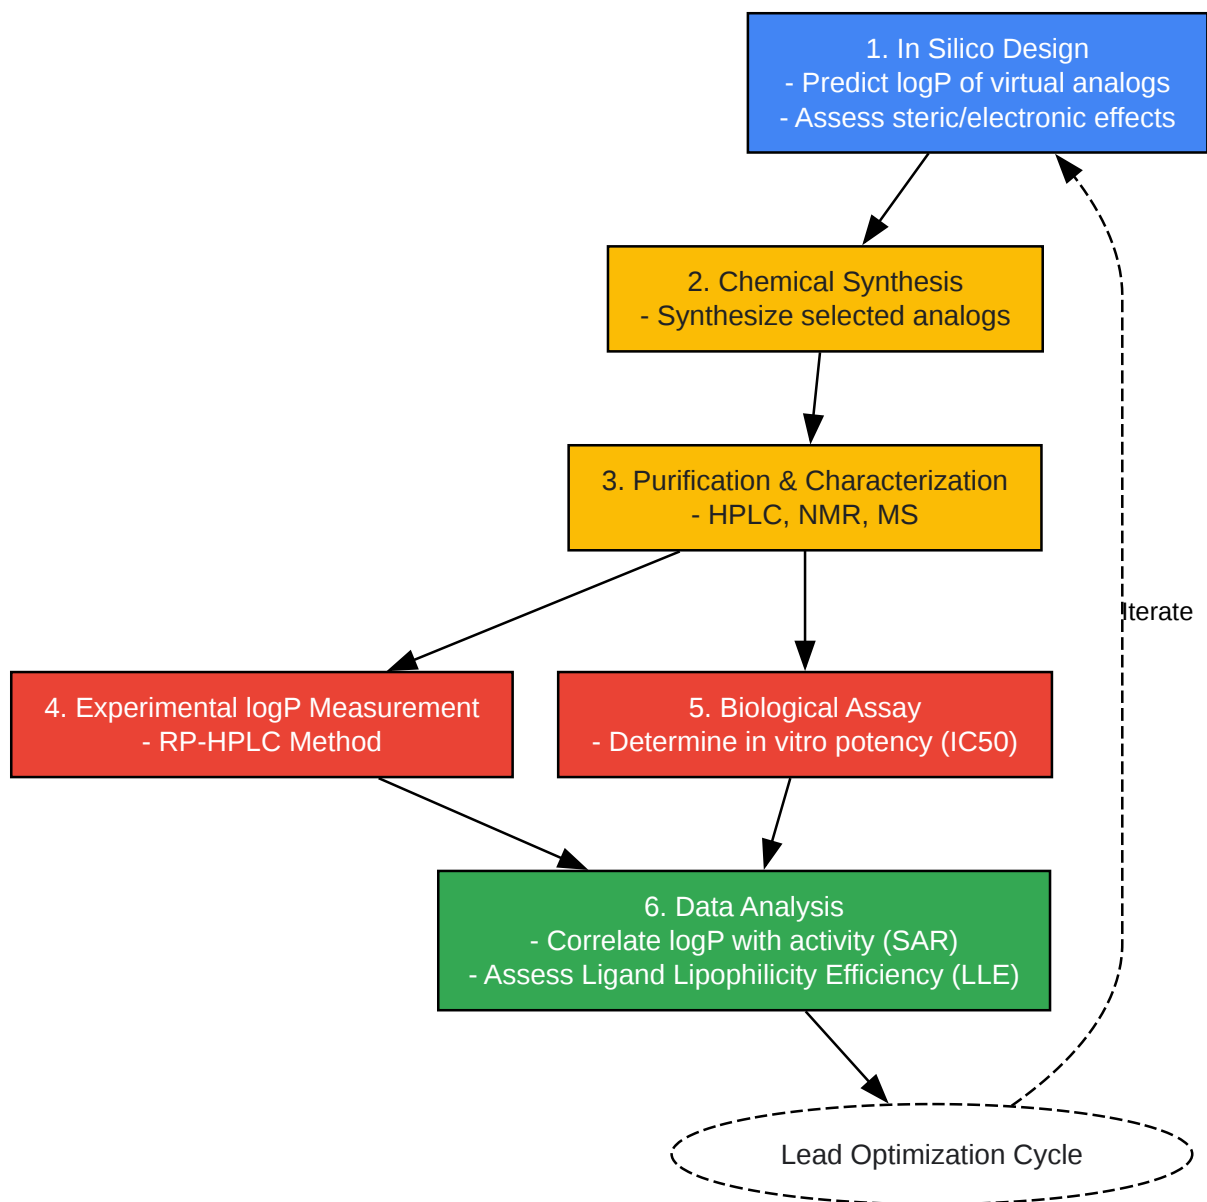 1. In Silico Design
- Predict logP of virtual analogs
- Assess steric/electronic effects
2. Chemical Synthesis
- Synthesize selected analogs
3. Purification & Characterization
- HPLC, NMR, MS
Iterate
4. Experimental logP Measurement
- RP-HPLC Method
5. Biological Assay
- Determine in vitro potency (IC50)
6. Data Analysis
- Correlate logP with activity (SAR)
- Assess Ligand Lipophilicity Efficiency (LLE)
Lead Optimization Cycle